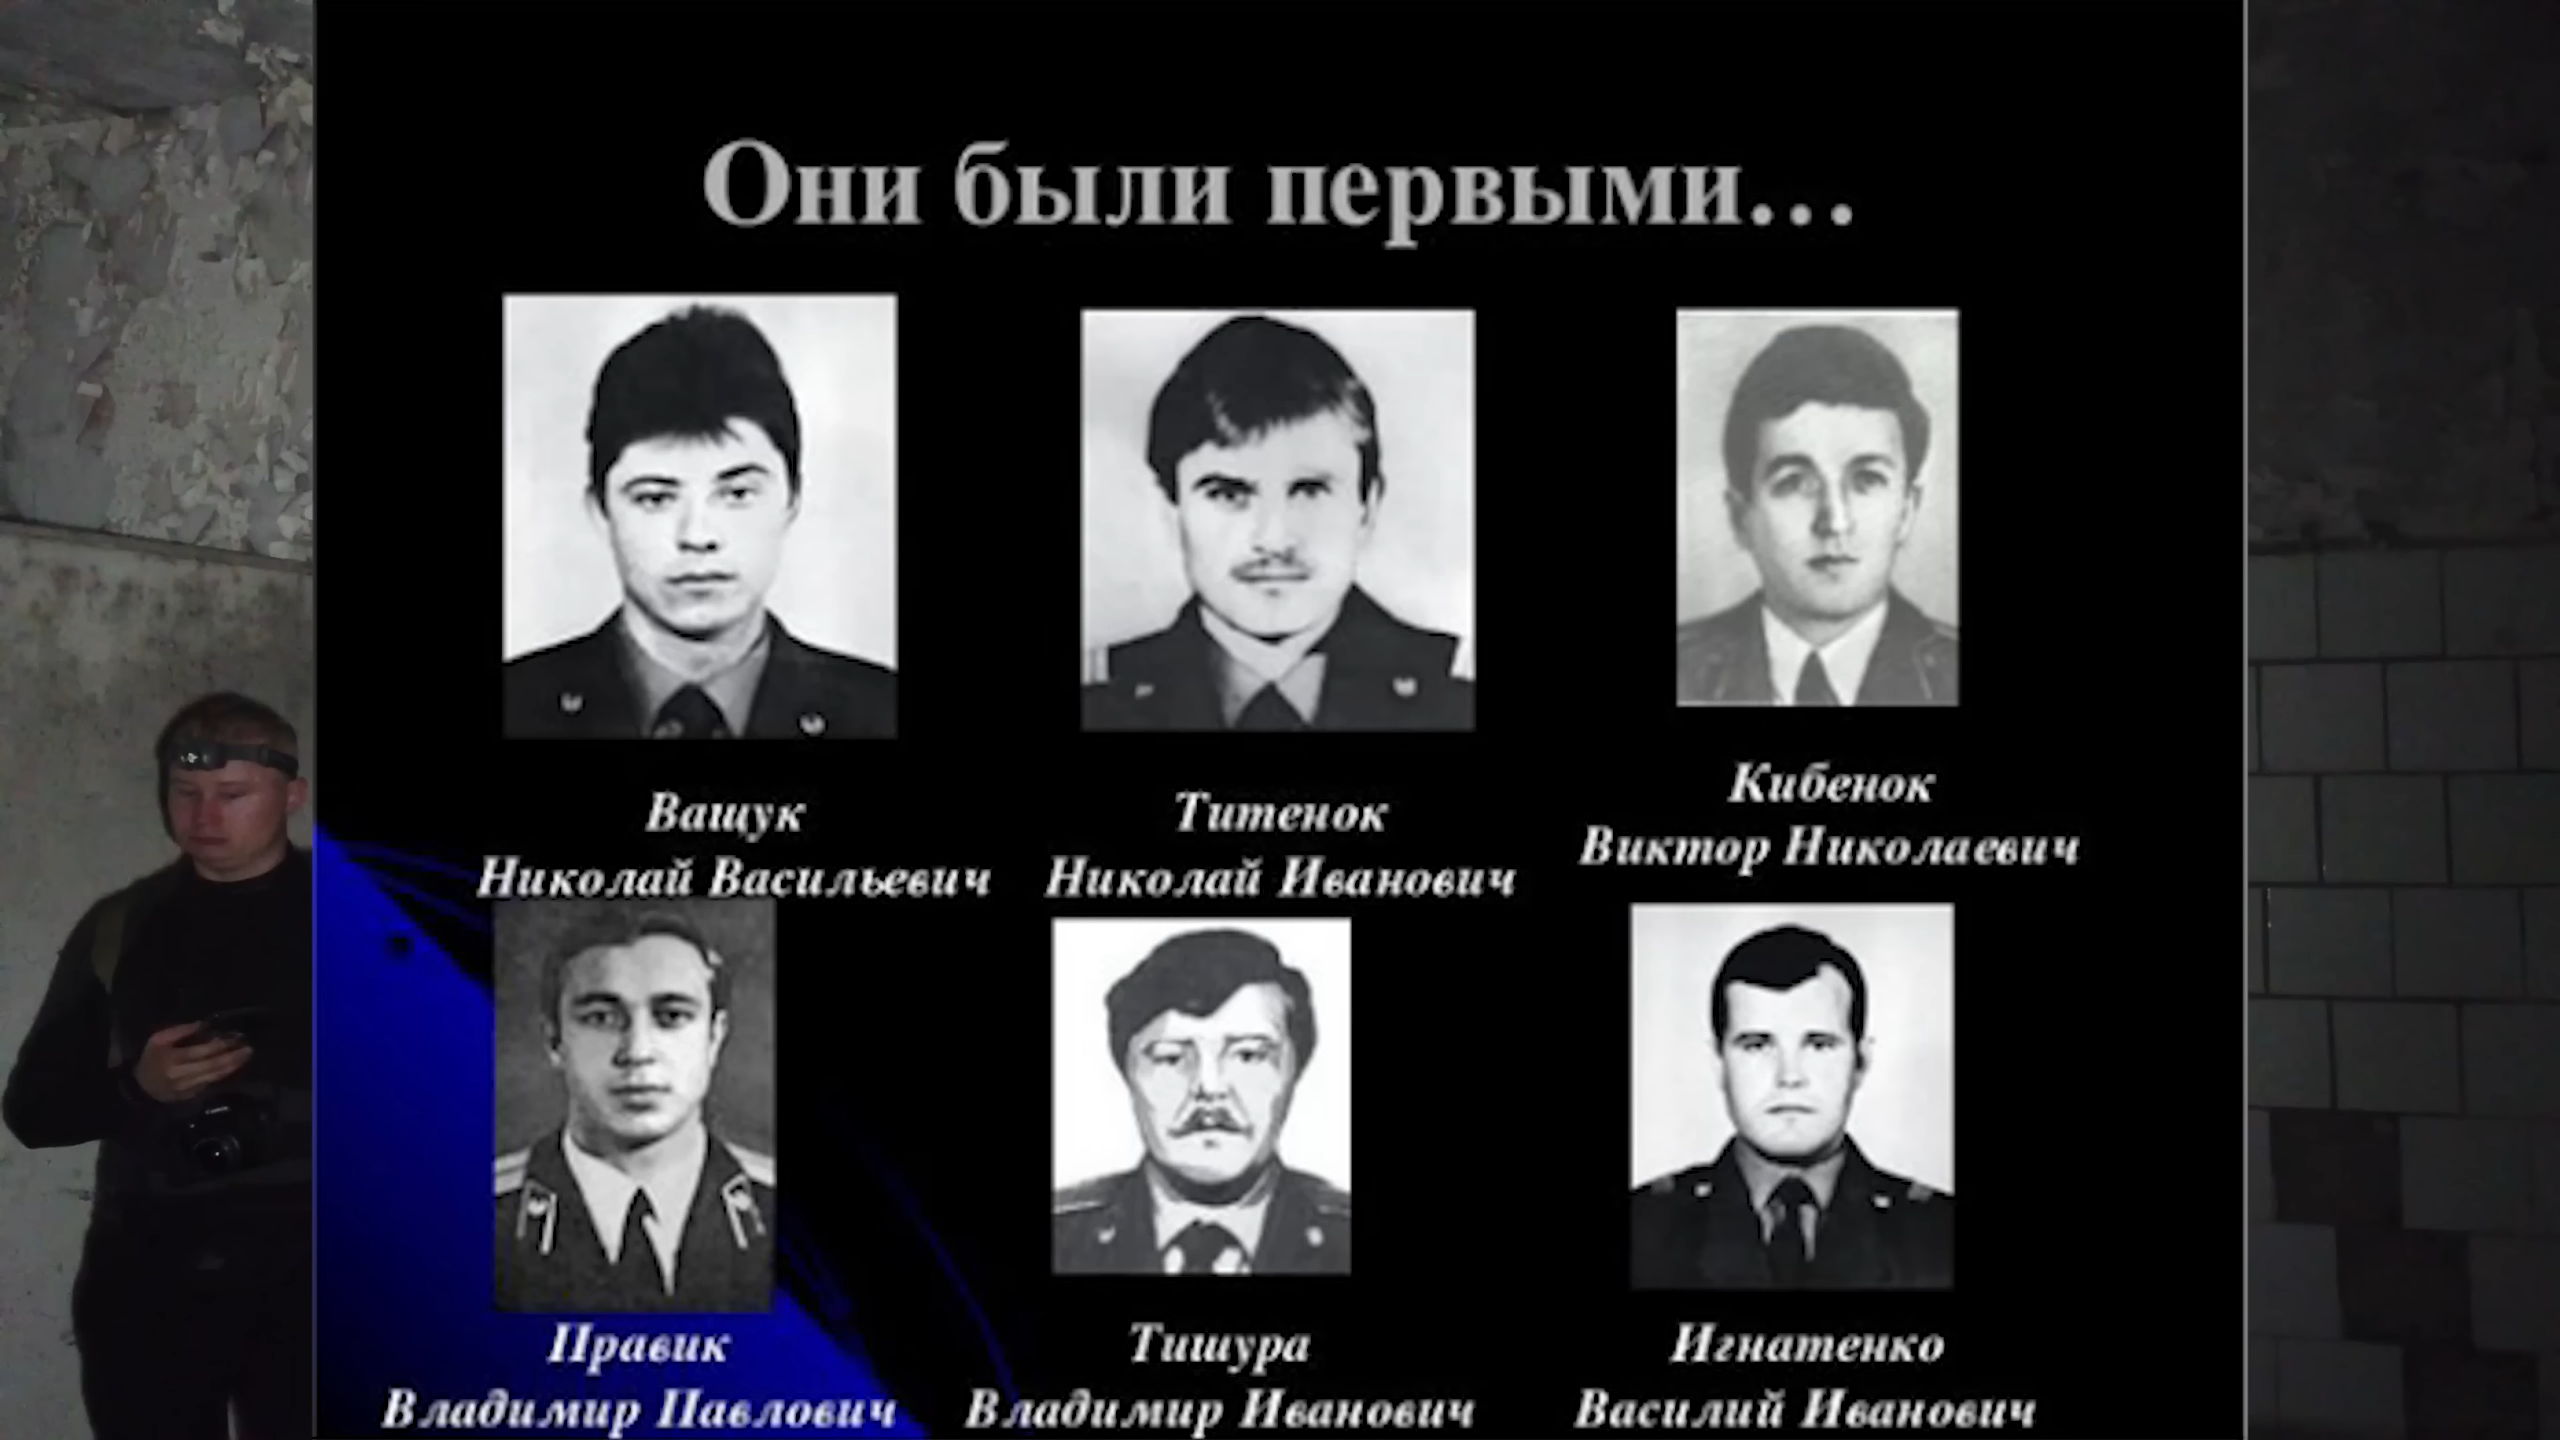 Они были первыми...
Ващук
Николай Васильевич
Титенок
Николай Иванович
Кибенок
Виктор Николаевич
Правик
Владимир Павлович
Тишура
Владимир Иванович
Игнатенко
Василий Иванович